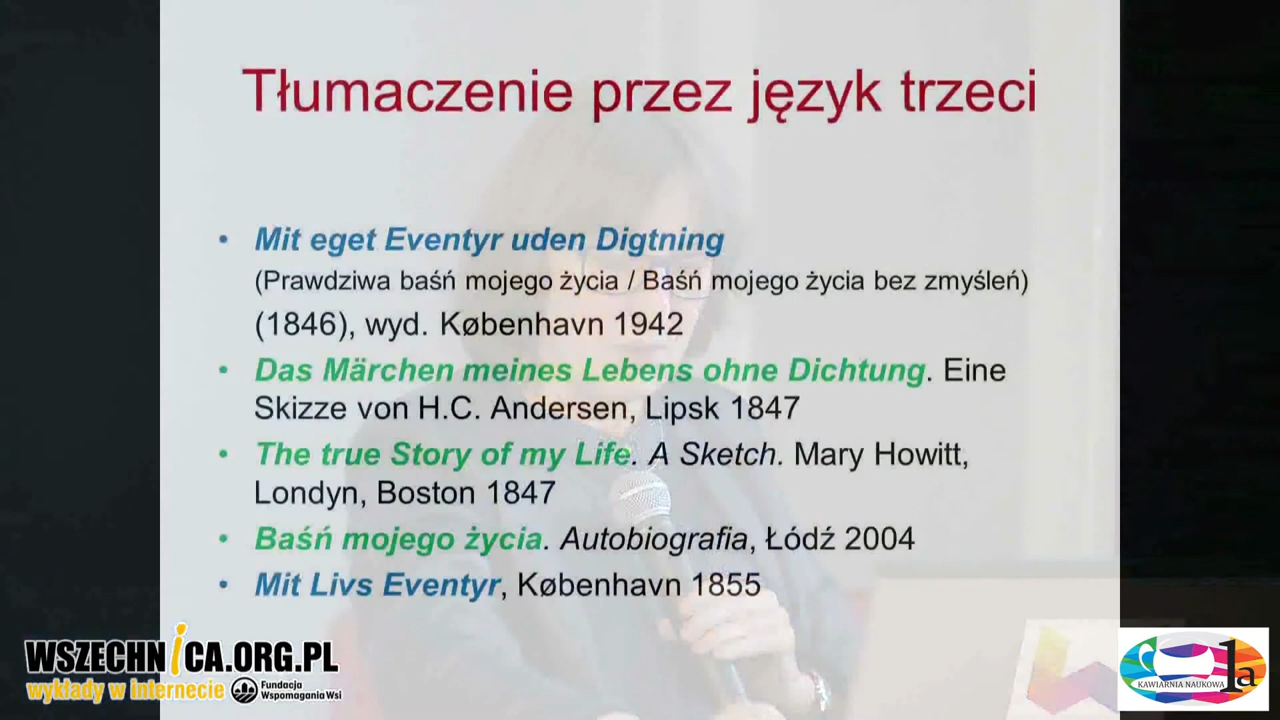 Tłumaczenie przez język trzeci
• Mit eget Eventyr uden Digtning
(Prawdziwa baśń mojego życia / Baśń mojego życia bez zmyśleń)
(1846), wyd. København 1942
• Das Märchen meines Lebens ohne Dichtung. Eine
Skizze von H.C. Andersen, Lipsk 1847
• The true Story of my Life. A Sketch. Mary Howitt,
Londyn, Boston 1847
• Baśń mojego życia. Autobiografia, Łódź 2004
• Mit Livs Eventyr, København 1855
WSZECHNiCA.ORG.PL
wykłady w internecie
Fundacja
Wspomagania Wsi
KAWIARNIA NAUKOWA 1a